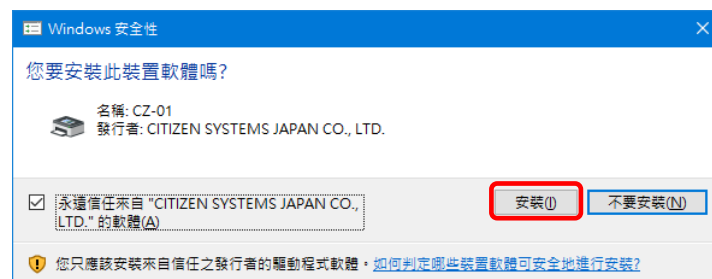 Windows 安全性
您要安裝此裝置軟體嗎?
名稱: CZ-01
發行者: CITIZEN SYSTEMS JAPAN CO., LTD.
永遠信任來自 "CITIZEN SYSTEMS JAPAN CO., LTD." 的軟體(A)
安裝(I)
不要安裝(N)
您只應該安裝來自信任之發行者的驅動程式軟體。如何判定哪些裝置軟體可安全地進行安裝?